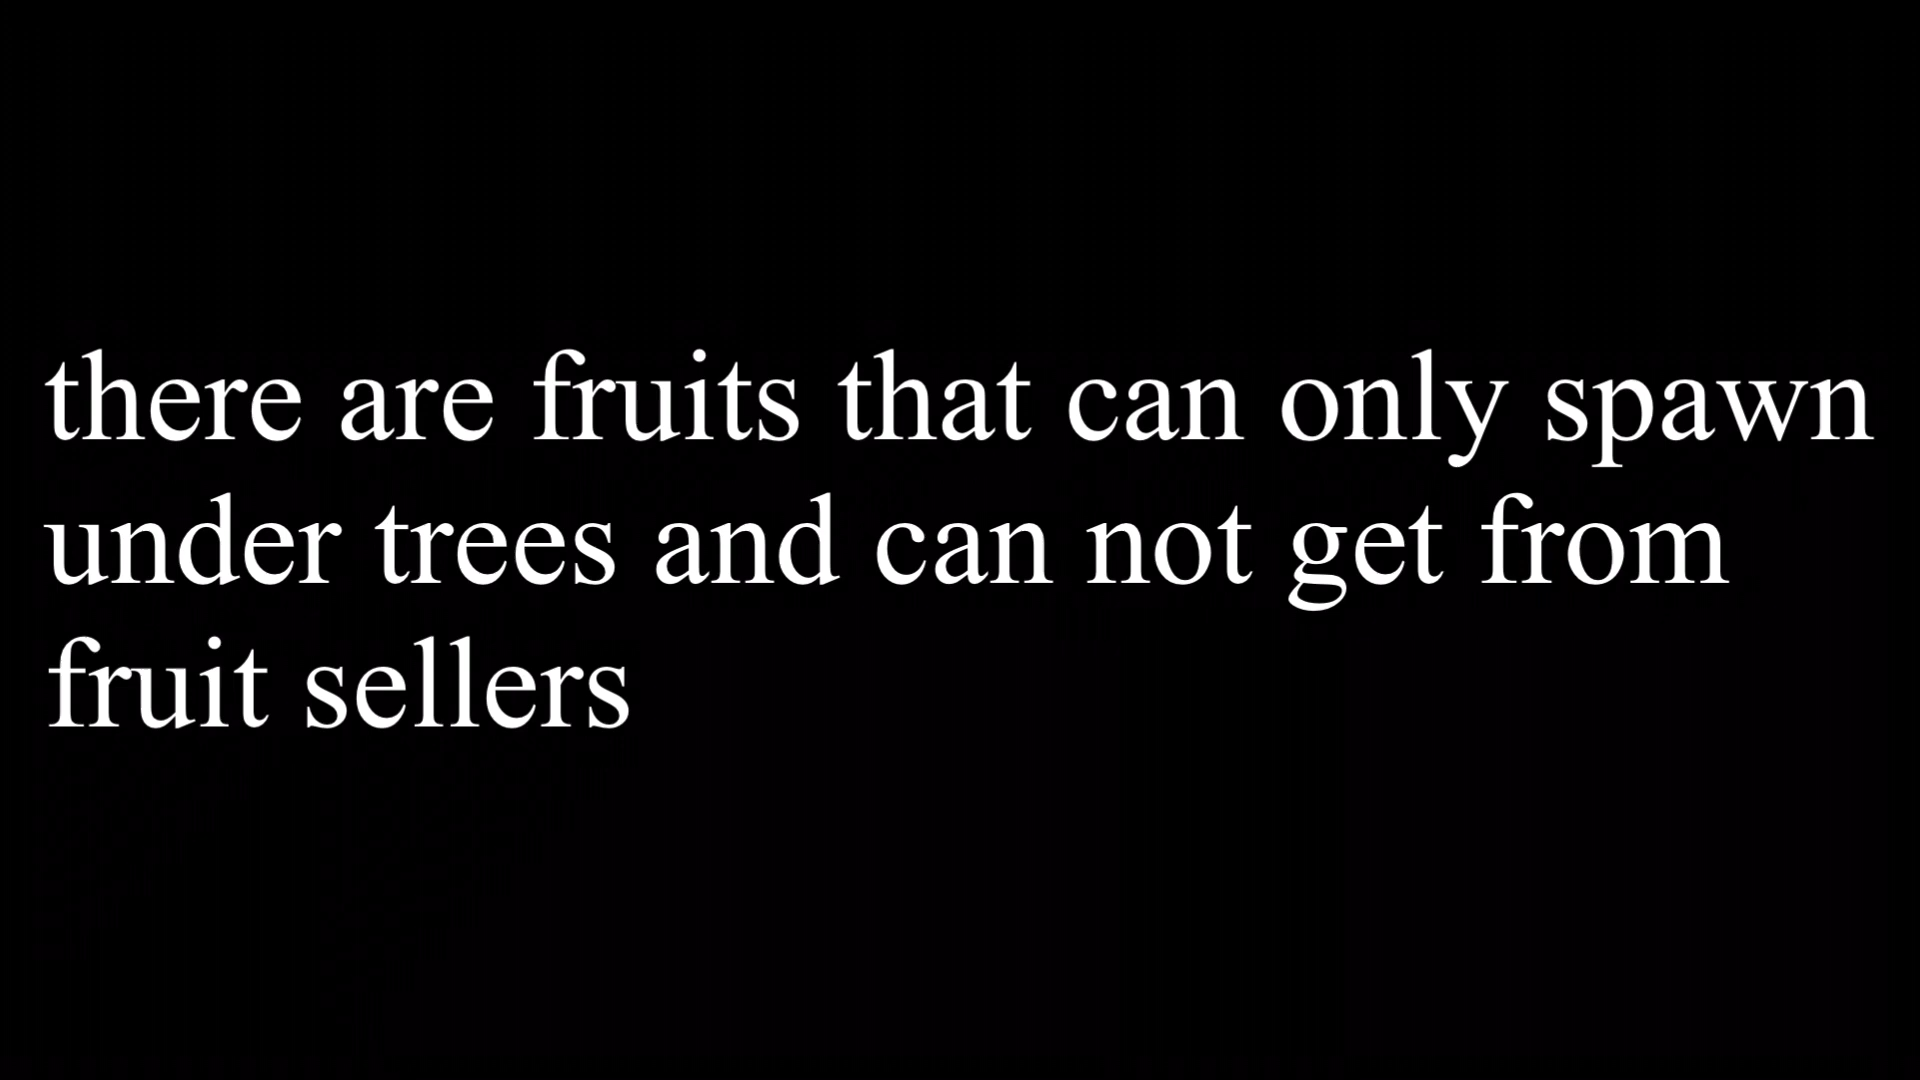 there are fruits that can only spawn
under trees and can not get from
fruit sellers